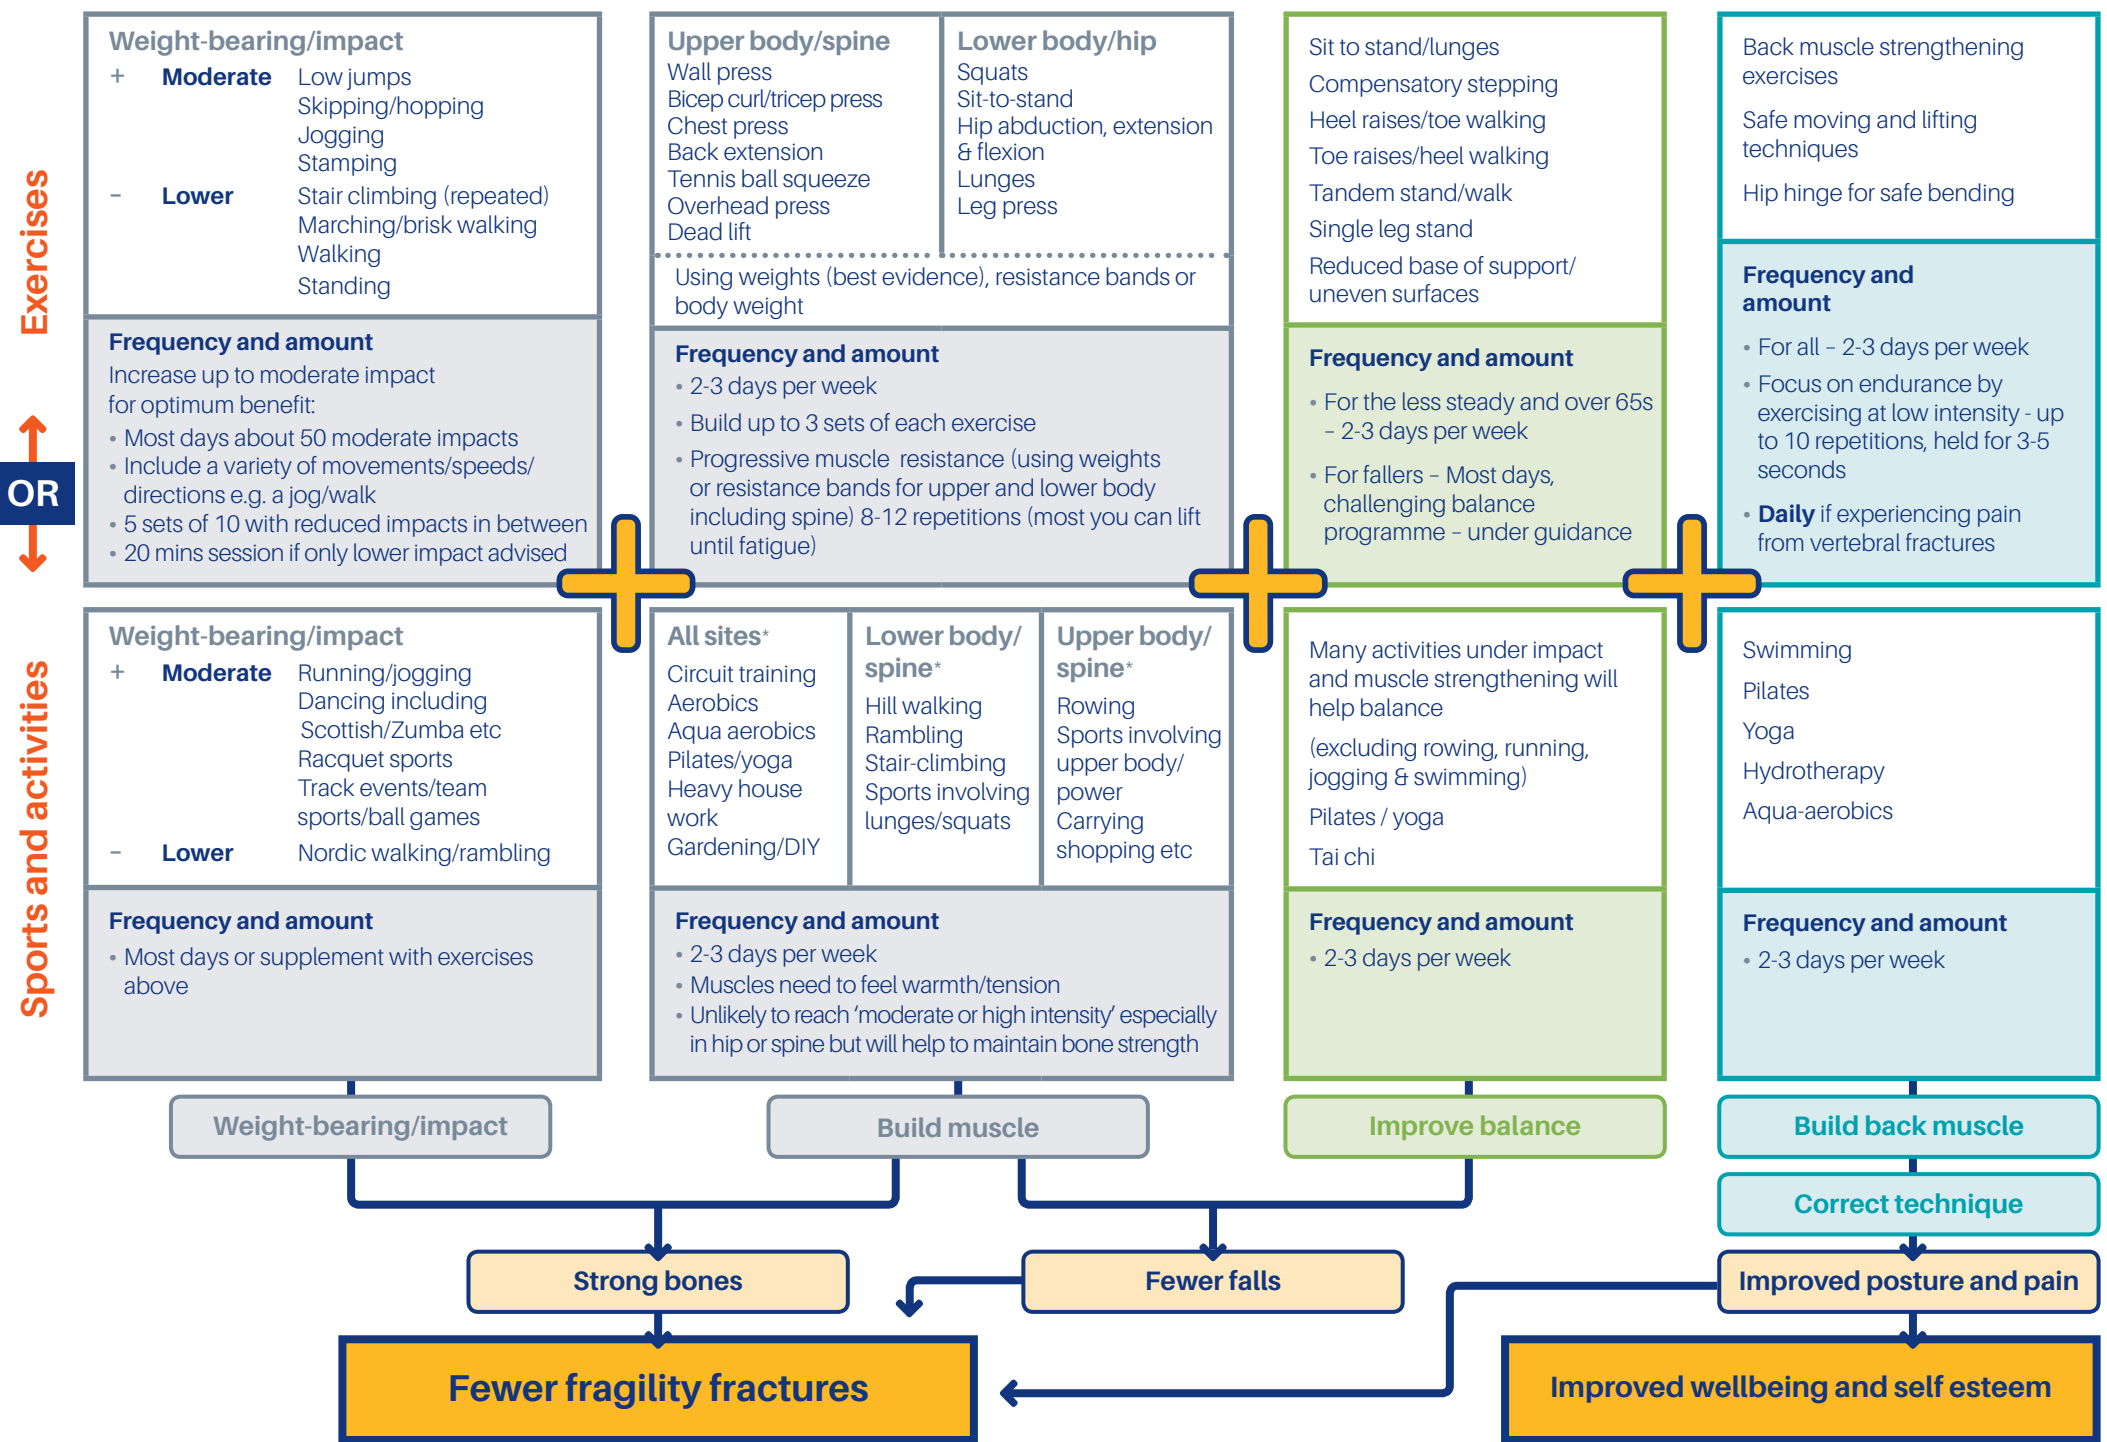 Exercises
OR
Sports and activities
Weight-bearing/impact
+ Moderate Low jumps
Skipping/hopping
Jogging
Stamping
– Lower Stair climbing (repeated)
Marching/brisk walking
Walking
Standing
Frequency and amount
Increase up to moderate impact
for optimum benefit:
• Most days about 50 moderate impacts
• Include a variety of movements/speeds/
directions e.g. a jog/walk
• 5 sets of 10 with reduced impacts in between
• 20 mins session if only lower impact advised
Upper body/spine
Wall press
Bicep curl/tricep press
Chest press
Back extension
Tennis ball squeeze
Overhead press
Dead lift
Lower body/hip
Squats
Sit-to-stand
Hip abduction, extension
& flexion
Lunges
Leg press
Using weights (best evidence), resistance bands or
body weight
Frequency and amount
• 2-3 days per week
• Build up to 3 sets of each exercise
• Progressive muscle resistance (using weights
or resistance bands for upper and lower body
including spine) 8-12 repetitions (most you can lift
until fatigue)
Sit to stand/lunges
Compensatory stepping
Heel raises/toe walking
Toe raises/heel walking
Tandem stand/walk
Single leg stand
Reduced base of support/
uneven surfaces
Frequency and amount
• For the less steady and over 65s
– 2-3 days per week
• For fallers – Most days,
challenging balance
programme – under guidance
Back muscle strengthening
exercises
Safe moving and lifting
techniques
Hip hinge for safe bending
Frequency and
amount
• For all – 2-3 days per week
• Focus on endurance by
exercising at low intensity - up
to 10 repetitions, held for 3-5
seconds
• Daily if experiencing pain
from vertebral fractures
Weight-bearing/impact
+ Moderate Running/jogging
Dancing including
Scottish/Zumba etc
Racquet sports
Track events/team
sports/ball games
– Lower Nordic walking/rambling
Frequency and amount
• Most days or supplement with exercises
above
All sites*
Circuit training
Aerobics
Aqua aerobics
Pilates/yoga
Heavy house
work
Gardening/DIY
Lower body/
spine*
Hill walking
Rambling
Stair-climbing
Sports involving
lunges/squats
Upper body/
spine*
Rowing
Sports involving
upper body/
power
Carrying
shopping etc
Frequency and amount
• 2-3 days per week
• Muscles need to feel warmth/tension
• Unlikely to reach ‘moderate or high intensity’ especially
in hip or spine but will help to maintain bone strength
Many activities under impact
and muscle strengthening will
help balance
(excluding rowing, running,
jogging & swimming)
Pilates / yoga
Tai chi
Frequency and amount
• 2-3 days per week
Swimming
Pilates
Yoga
Hydrotherapy
Aqua-aerobics
Frequency and amount
• 2-3 days per week
Weight-bearing/impact
Build muscle
Improve balance
Build back muscle
Correct technique
Strong bones
Fewer falls
Improved posture and pain
Fewer fragility fractures
Improved wellbeing and self esteem